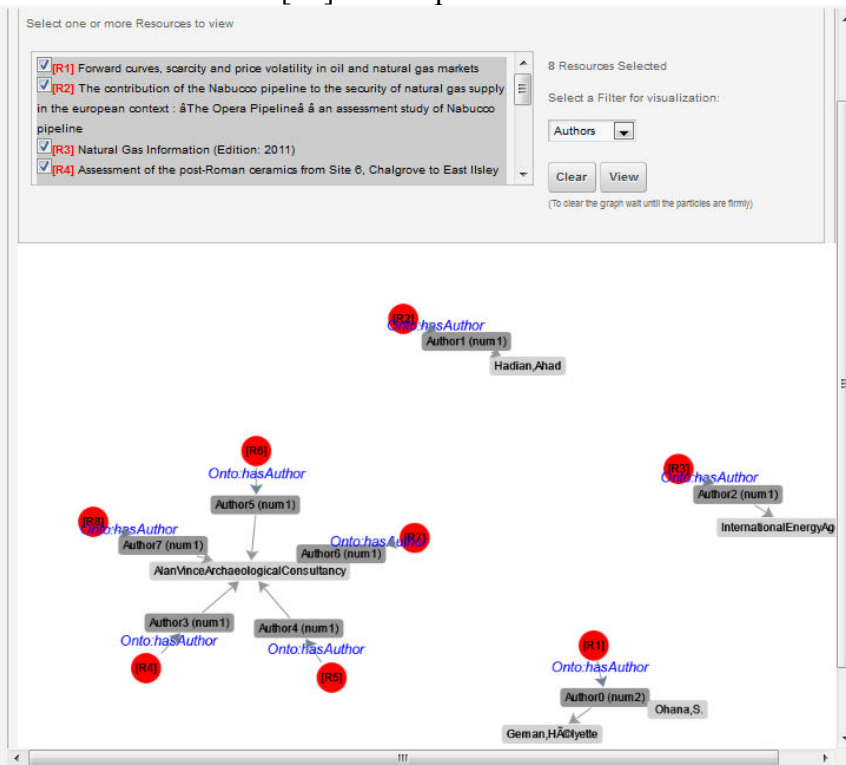 Select one or more Resources to view
[R1] Forward curves, scarcity and price volatility in oil and natural gas markets
[R2] The contribution of the Nabucco pipeline to the security of natural gas supply
in the european context : âThe Opera Pipelineâ â an assessment study of Nabucco
pipeline
[R3] Natural Gas Information (Edition: 2011)
[R4] Assessment of the post-Roman ceramics from Site 6, Chalgrove to East Ilsley
8 Resources Selected
Select a Filter for visualization:
Authors
Clear View
(To clear the graph wait until the particles are firmly)
[R2]
Onto:hasAuthor
Author1 (num1)
Hadian,Ahad
[R6]
Onto:hasAuthor
Author5 (num1)
[R3]
Onto:hasAuthor
Author2 (num1)
InternationalEnergyAg
[R8]
Onto:hasAuthor
Author7 (num1)
[R7]
Onto:hasAuthor
Author6 (num1)
AlanVinceArchaeologicalConsultancy
Author3 (num1)
Onto:hasAuthor
[R4]
Author4 (num1)
Onto:hasAuthor
[R5]
[R1]
Onto:hasAuthor
Author0 (num2)
Ohana,S.
Geman,HÃ©lyette